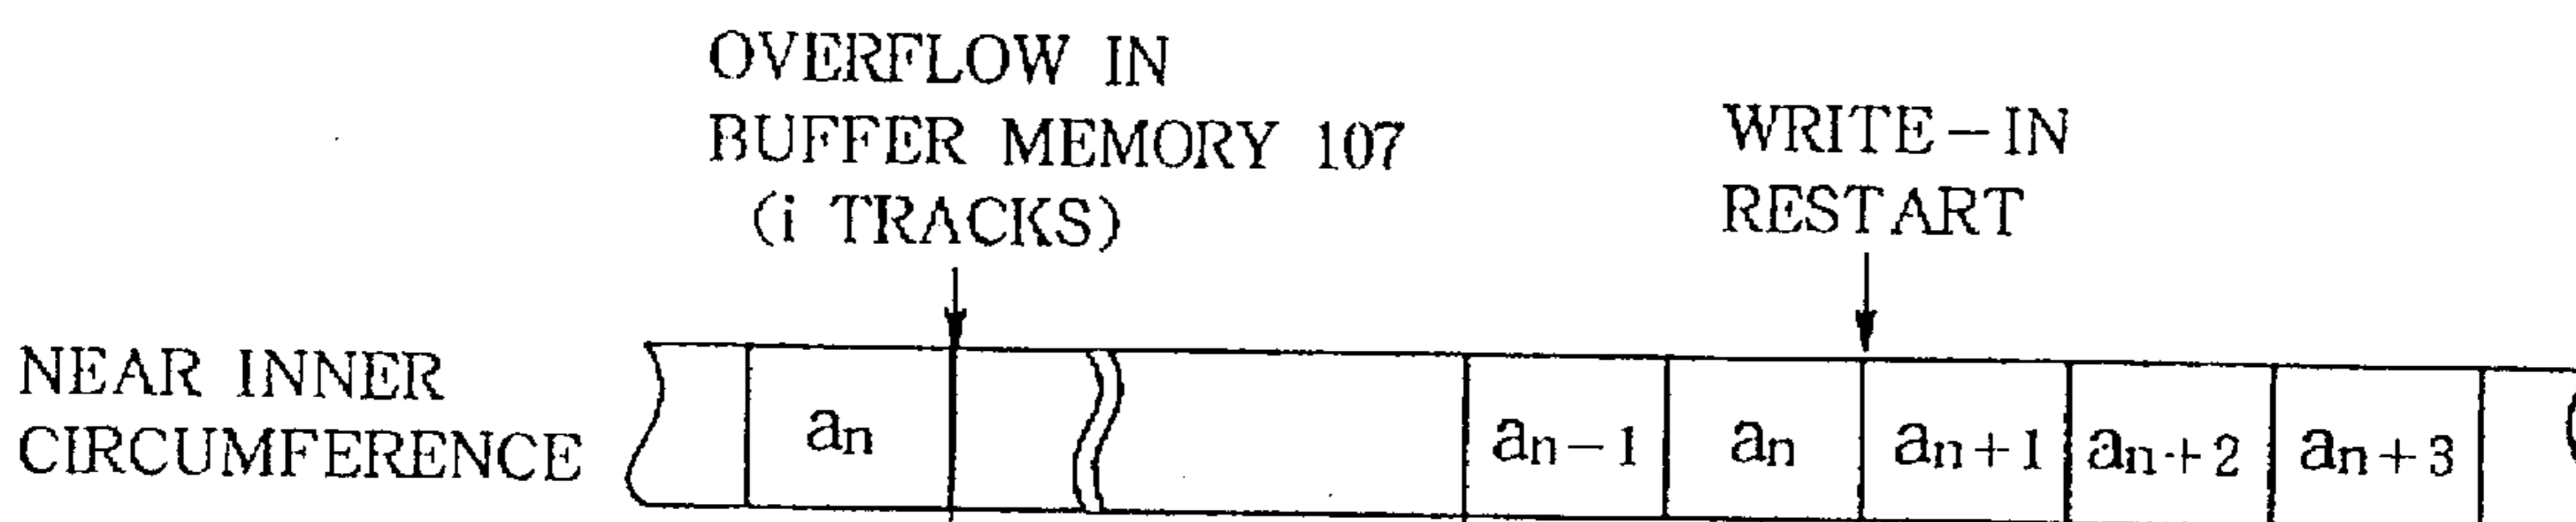 OVERFLOW IN
BUFFER MEMORY 107
(i TRACKS)
WRITE-IN
RESTART
NEAR INNER
CIRCUMFERENCE
an an-1 an an+1 an+2 an+3